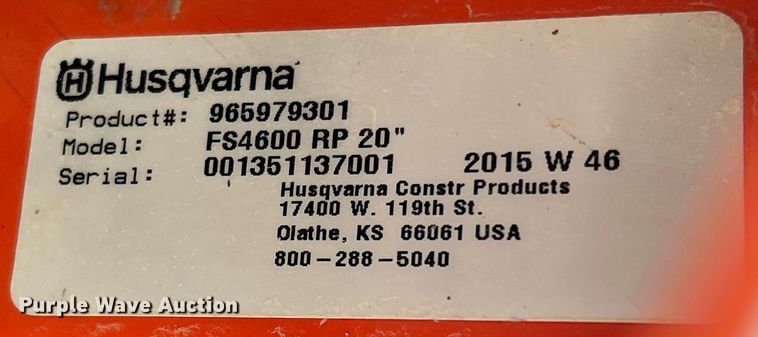 Husqvarna
Product#: 965979301
Model: FS4600 RP 20"
Serial: 001351137001 2015 W 46
Husqvarna Constr Products
17400 W. 119th St.
Olathe, KS 66061 USA
800-288-5040
Purple Wave Auction